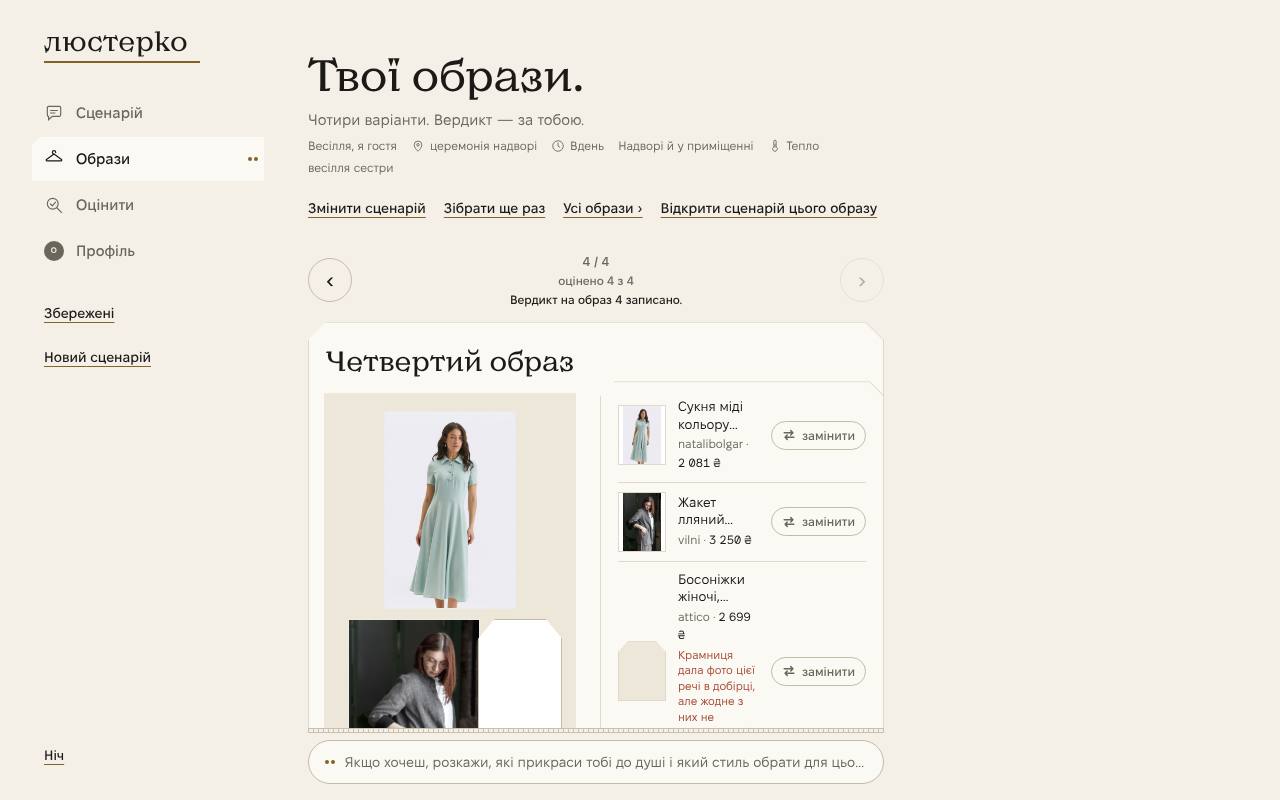 люстерко
Сценарій
Образи
Оцінити
Профіль
Збережені
Новий сценарій
Ніч
Твої образи.
Чотири варіанти. Вердикт — за тобою.
Весілля, я гостя церемонія надворі Вдень Надворі й у приміщенні Тепло
весілля сестри
Змінити сценарій Зібрати ще раз Усі образи › Відкрити сценарій цього образу
4 / 4
оцінено 4 з 4
Вердикт на образ 4 записано.
Четвертий образ
Сукня міді
кольору...
natalibolgar ·
2 081 ₴
замінити
Жакет
лляний...
vilni · 3 250 ₴
замінити
Босоніжки
жіночі,...
attico · 2 699
₴
Крамниця
дала фото цієї
речі в добірці,
але жодне з
них не
замінити
Якщо хочеш, розкажи, які прикраси тобі до душі і який стиль обрати для цьо...